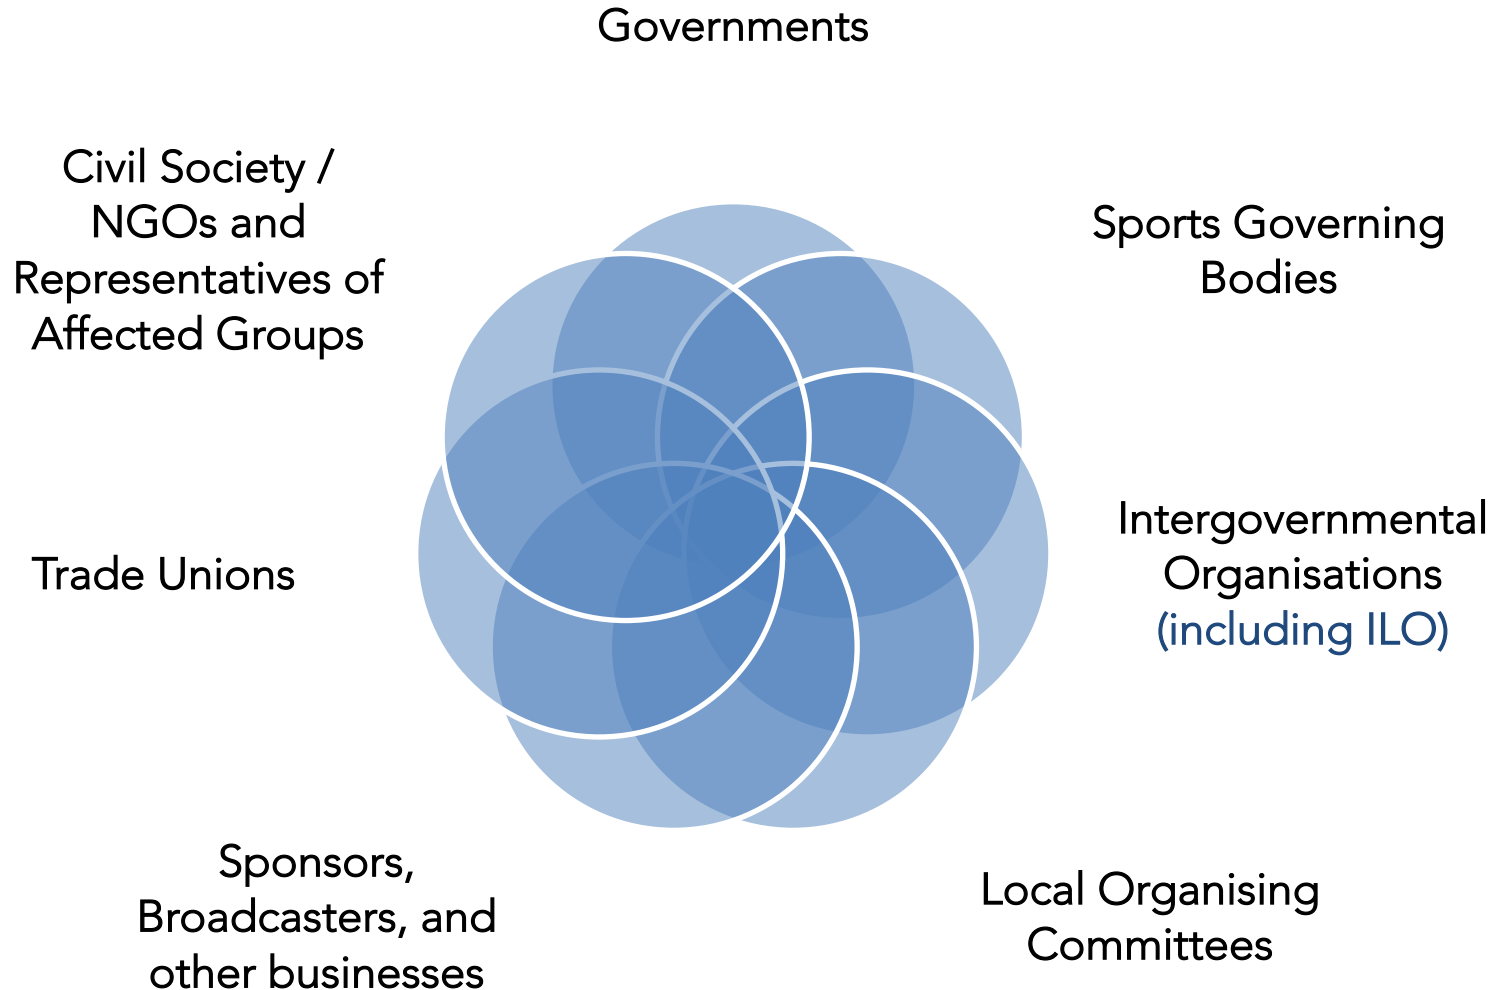 Governments
Civil Society /
NGOs and
Representatives of
Affected Groups
Sports Governing
Bodies
Intergovernmental
Organisations
(including ILO)
Trade Unions
Sponsors,
Broadcasters, and
other businesses
Local Organising
Committees